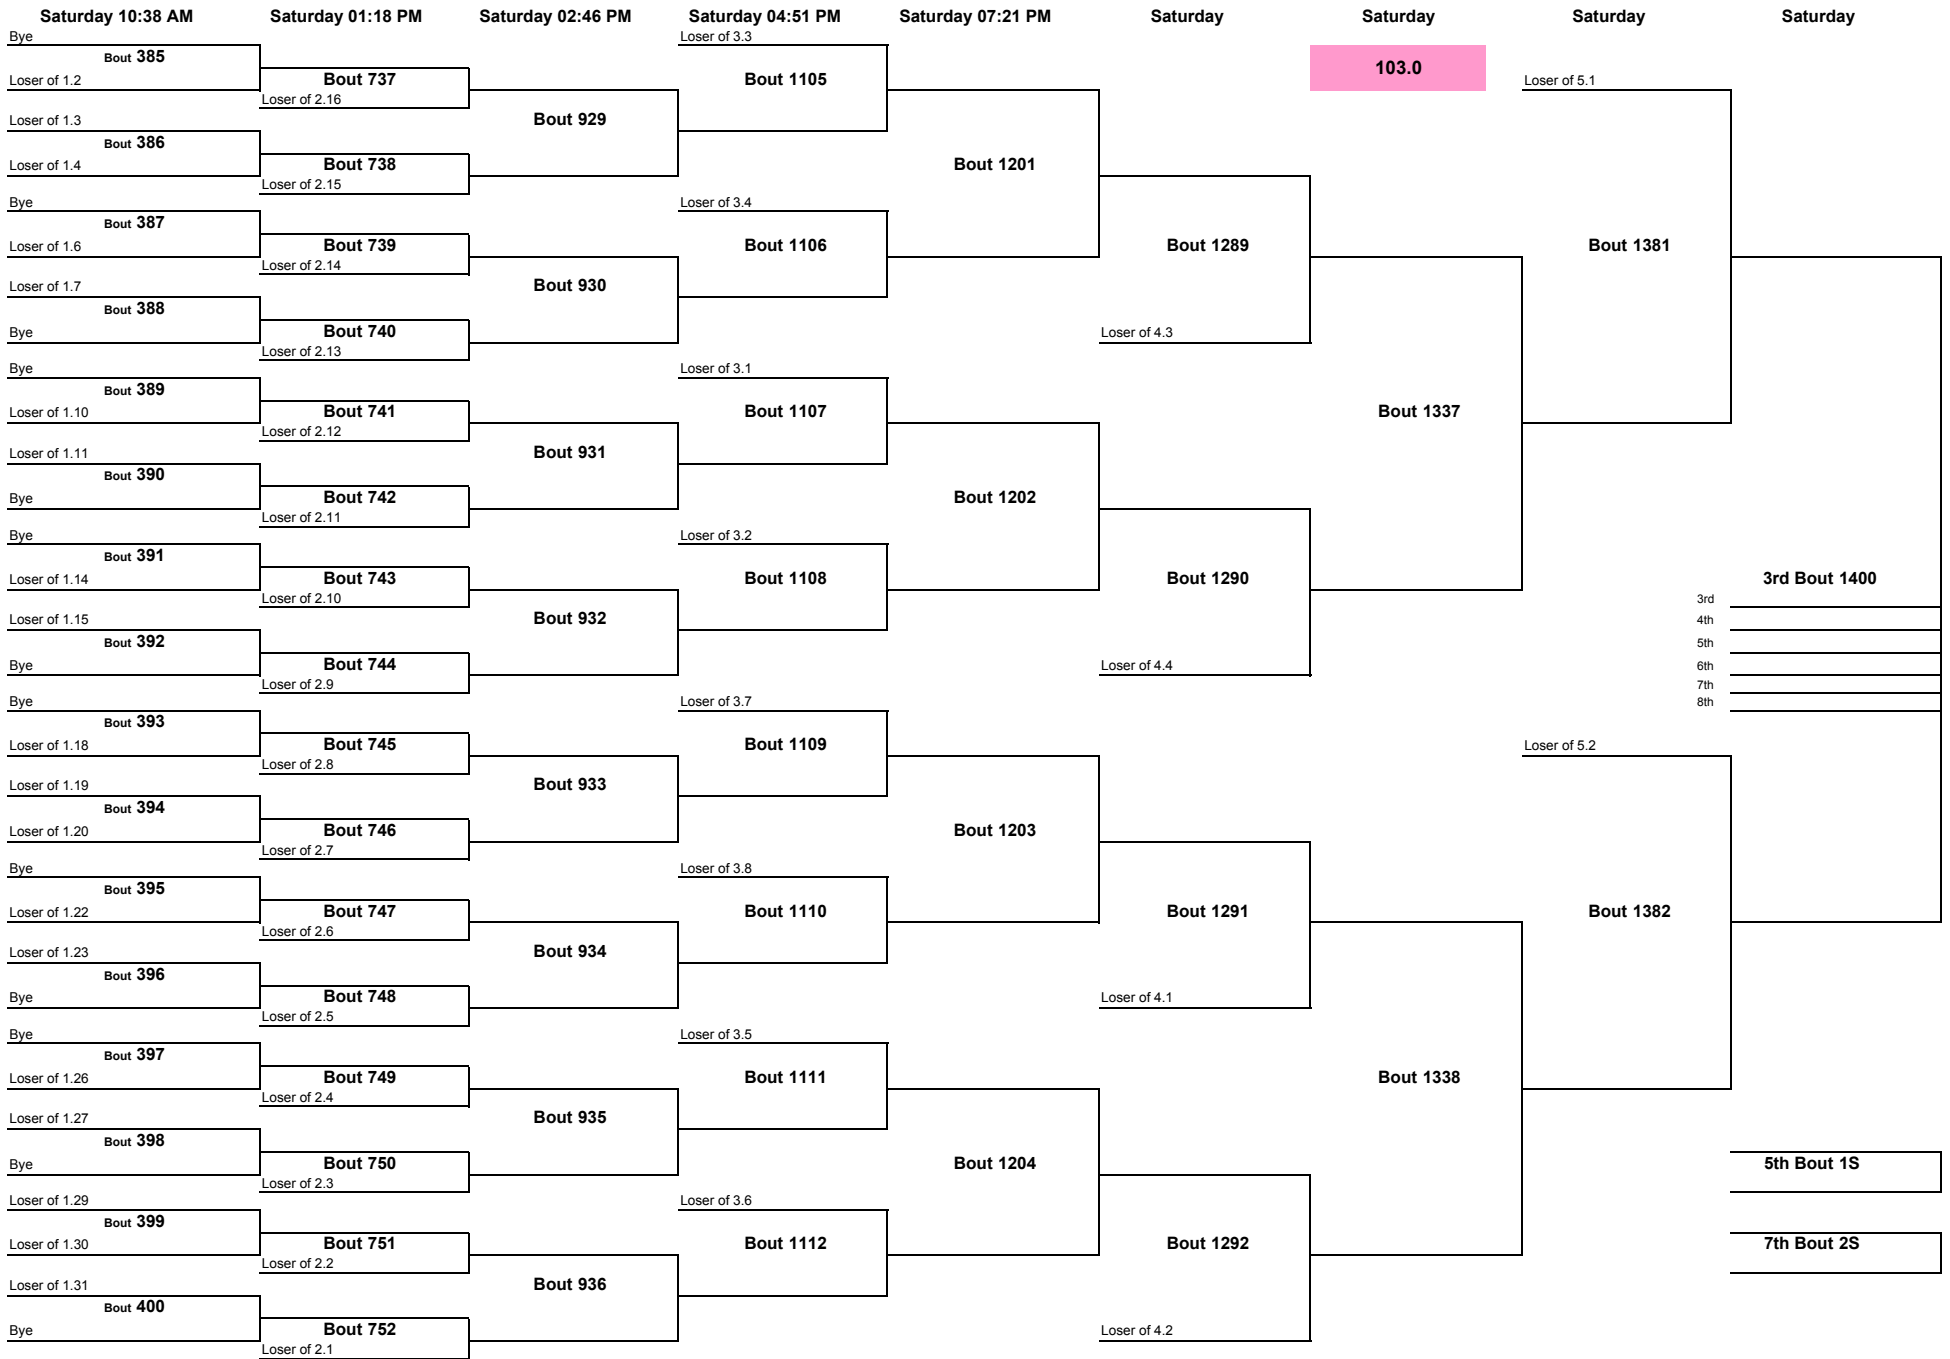 Saturday 10:38 AM
Saturday 01:18 PM
Saturday 02:46 PM
Saturday 04:51 PM
Saturday 07:21 PM
Saturday
Saturday
Saturday
Saturday
103.0
Bye
Bout 385
Loser of 1.2
Loser of 1.3
Bout 386
Loser of 1.4
Bye
Bout 387
Loser of 1.6
Loser of 1.7
Bout 388
Bye
Bye
Bout 389
Loser of 1.10
Loser of 1.11
Bout 390
Bye
Bye
Bout 391
Loser of 1.14
Loser of 1.15
Bout 392
Bye
Bye
Bout 393
Loser of 1.18
Loser of 1.19
Bout 394
Loser of 1.20
Bye
Bout 395
Loser of 1.22
Loser of 1.23
Bout 396
Bye
Bye
Bout 397
Loser of 1.26
Loser of 1.27
Bout 398
Bye
Loser of 1.29
Bout 399
Loser of 1.30
Loser of 1.31
Bout 400
Bye
Bout 737
Loser of 2.16
Bout 738
Loser of 2.15
Bout 739
Loser of 2.14
Bout 740
Loser of 2.13
Bout 741
Loser of 2.12
Bout 742
Loser of 2.11
Bout 743
Loser of 2.10
Bout 744
Loser of 2.9
Bout 745
Loser of 2.8
Bout 746
Loser of 2.7
Bout 747
Loser of 2.6
Bout 748
Loser of 2.5
Bout 749
Loser of 2.4
Bout 750
Loser of 2.3
Bout 751
Loser of 2.2
Bout 752
Loser of 2.1
Bout 929
Bout 930
Bout 931
Bout 932
Bout 933
Bout 934
Bout 935
Bout 936
Loser of 3.3
Bout 1105
Loser of 3.4
Bout 1106
Loser of 3.1
Bout 1107
Loser of 3.2
Bout 1108
Loser of 3.7
Bout 1109
Loser of 3.8
Bout 1110
Loser of 3.5
Bout 1111
Loser of 3.6
Bout 1112
Bout 1201
Bout 1202
Bout 1203
Bout 1204
Bout 1289
Loser of 4.3
Bout 1290
Loser of 4.4
Bout 1291
Loser of 4.1
Bout 1292
Loser of 4.2
Bout 1337
Bout 1338
Loser of 5.1
Bout 1381
Loser of 5.2
Bout 1382
3rd Bout 1400
3rd
4th
5th
6th
7th
8th
5th Bout 1S
7th Bout 2S